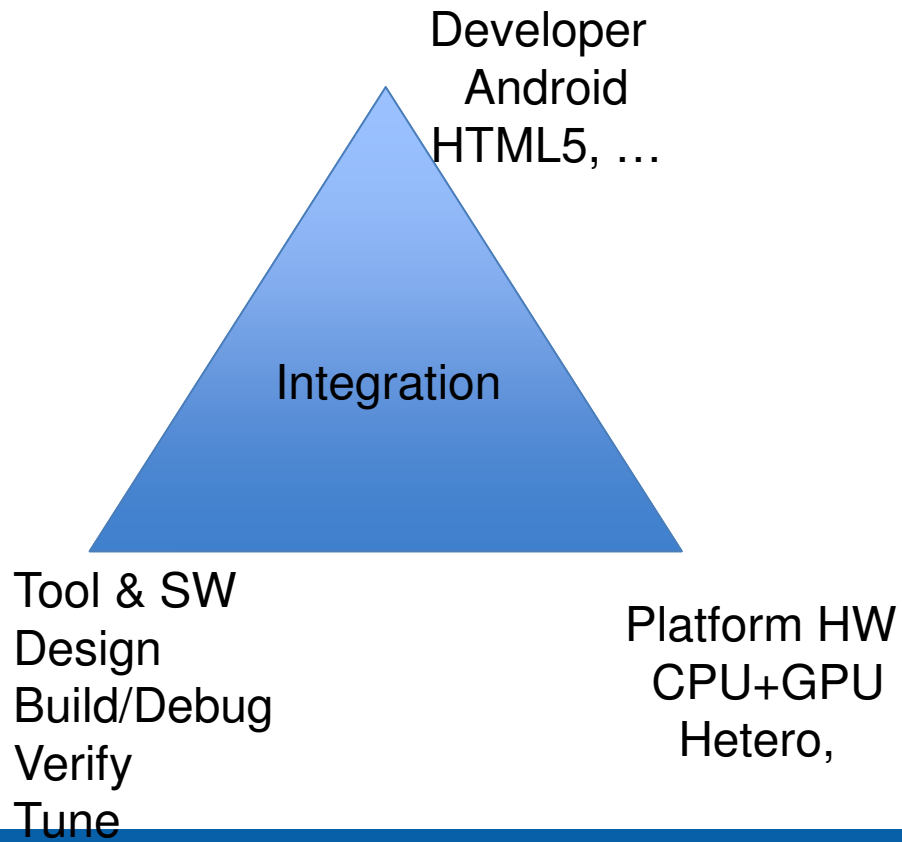 Developer
Android
HTML5, …
Integration
Tool & SW
Design
Build/Debug
Verify
Tune
Platform HW
CPU+GPU
Hetero,